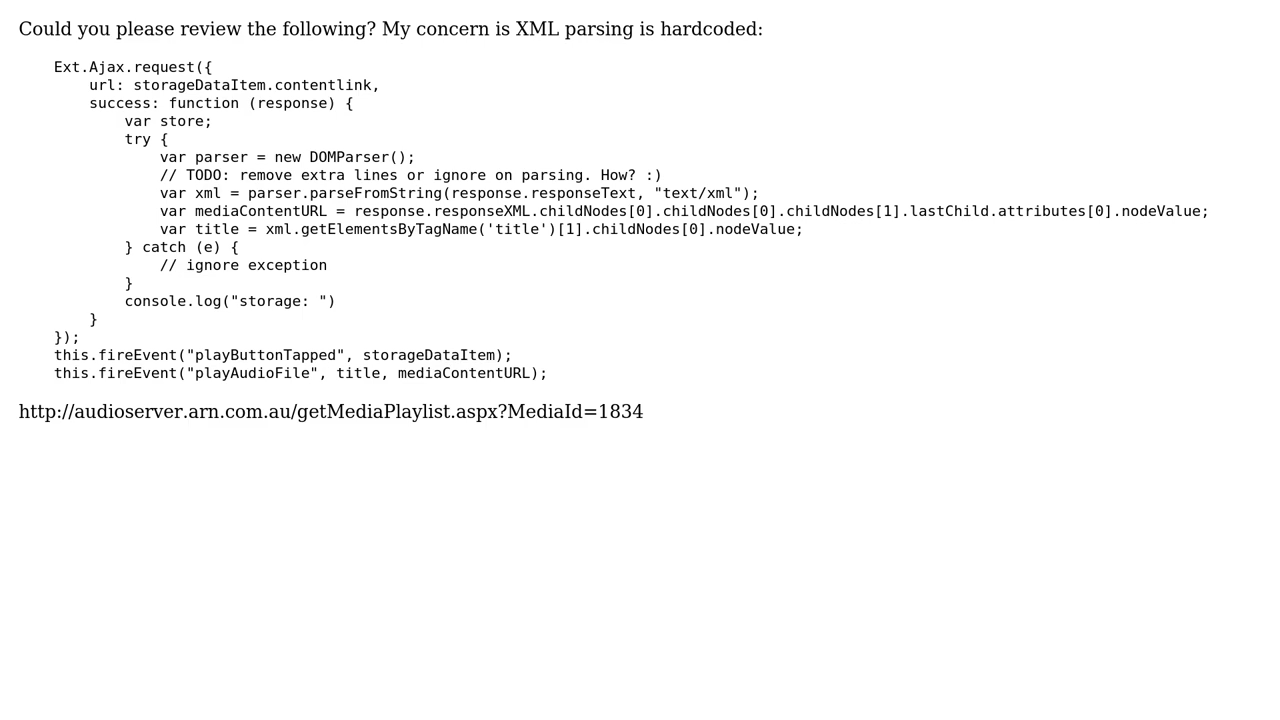 Could you please review the following? My concern is XML parsing is hardcoded:
Ext.Ajax.request({
    url: storageDataItem.contentlink,
    success: function (response) {
        var store;
        try {
            var parser = new DOMParser();
            // TODO: remove extra lines or ignore on parsing. How? :)
            var xml = parser.parseFromString(response.responseText, "text/xml");
            var mediaContentURL = response.responseXML.childNodes[0].childNodes[0].childNodes[1].lastChild.attributes[0].nodeValue;
            var title = xml.getElementsByTagName('title')[1].childNodes[0].nodeValue;
        } catch (e) {
            // ignore exception
        }
        console.log("storage: ")
    }
});
this.fireEvent("playButtonTapped", storageDataItem);
this.fireEvent("playAudioFile", title, mediaContentURL);
http://audioserver.arn.com.au/getMediaPlaylist.aspx?MediaId=1834